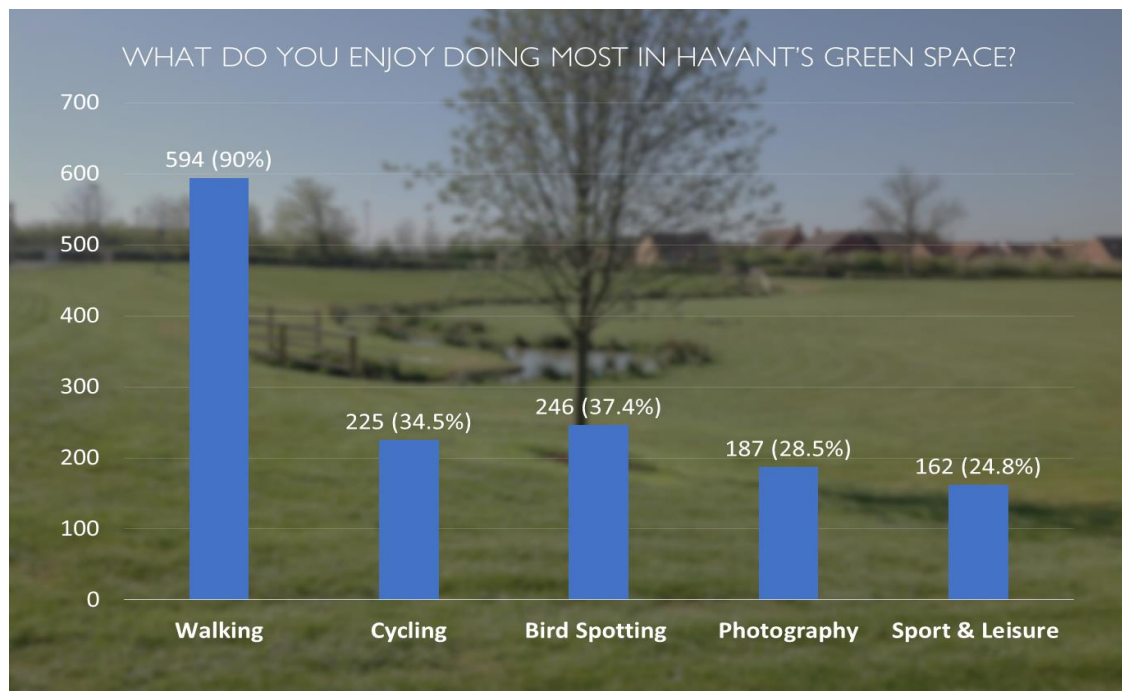 WHAT DO YOU ENJOY DOING MOST IN HAVANT'S GREEN SPACE?
700
600
500
400
300
200
100
0
594 (90%)
225 (34.5%)
246 (37.4%)
187 (28.5%)
162 (24.8%)
Walking
Cycling
Bird Spotting
Photography
Sport & Leisure